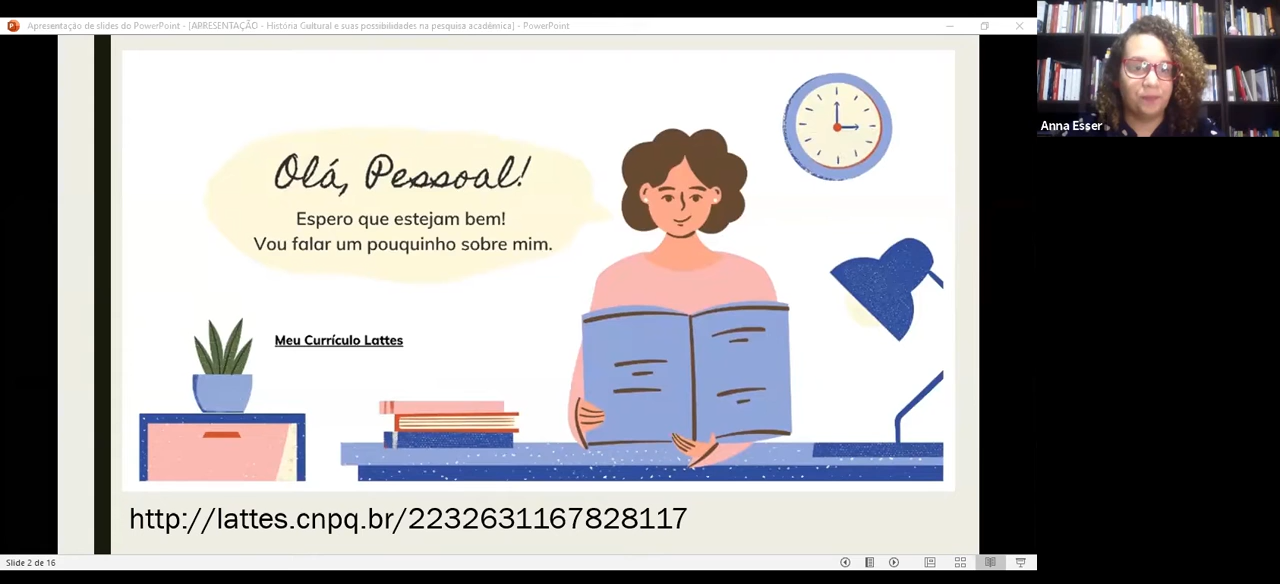 Apresentação de slides do PowerPoint - [APRESENTAÇÃO - História Cultural e suas possibilidades na pesquisa acadêmica] - PowerPoint
Anna Esser
Olá, Pessoal!
Espero que estejam bem!
Vou falar um pouquinho sobre mim.
Meu Currículo Lattes
http://lattes.cnpq.br/2232631167828117
Slide 2 de 16